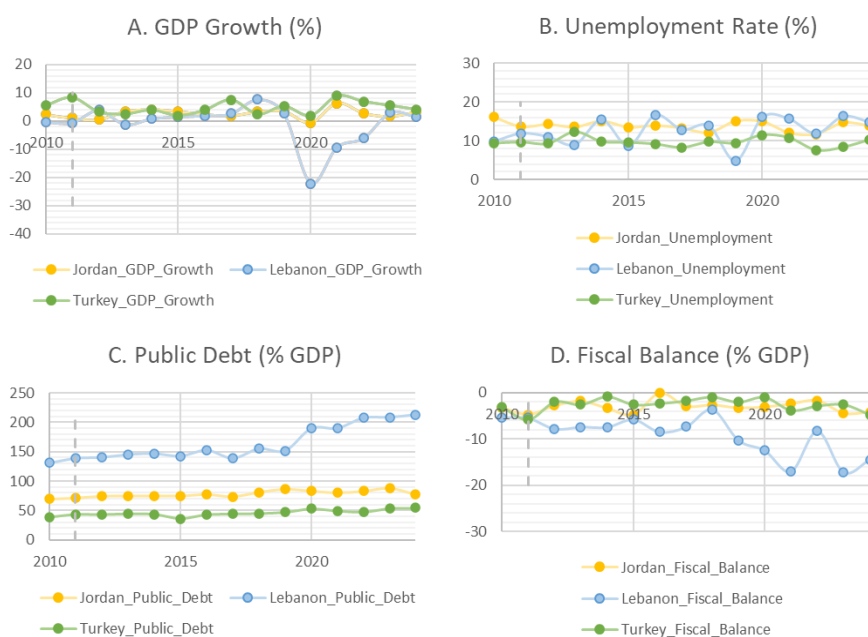 A. GDP Growth (%)
20
10
0
-10
-20
-30
-40
2010
2015
2020
Jordan_GDP_Growth
Lebanon_GDP_Growth
Turkey_GDP_Growth
B. Unemployment Rate (%)
30
20
10
0
2010
2015
2020
Jordan_Unemployment
Lebanon_Unemployment
Turkey_Unemployment
C. Public Debt (% GDP)
250
200
150
100
50
0
2010
2015
2020
Jordan_Public_Debt
Lebanon_Public_Debt
Turkey_Public_Debt
D. Fiscal Balance (% GDP)
0
-10
-20
-30
2010
2015
2020
Jordan_Fiscal_Balance
Lebanon_Fiscal_Balance
Turkey_Fiscal_Balance